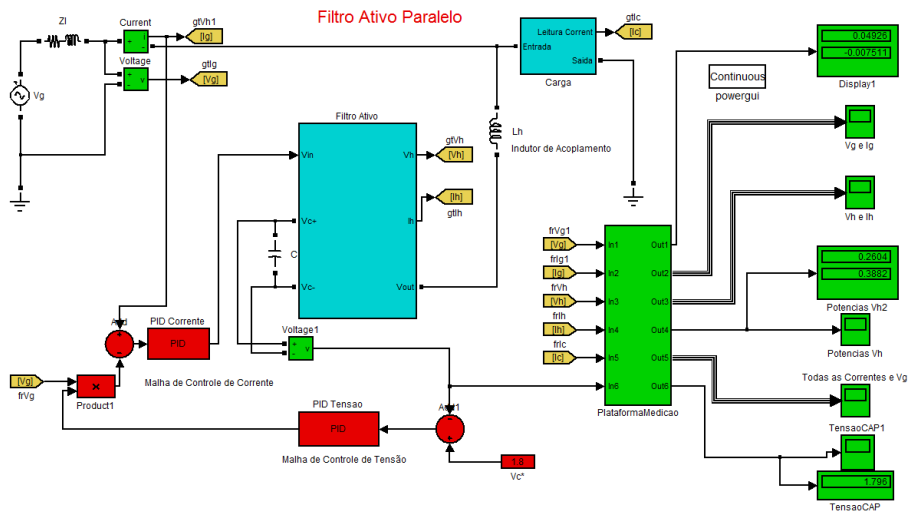 Filtro Ativo Paralelo
Zl
Vg
Current
+
-
i
gtVh1
[Ig]
Voltage
+
-
v
gtIg
[Vg]
Leitura Corrent
Entrada
Saida
Carga
gtIc
[Ic]
Lh
Indutor de Acoplamento
Filtro Ativo
Vin
Vc+
Vc-
Vh
Ih
Vout
gtVh
[Vh]
[Ih]
gtIh
C
Voltage1
+
-
v
Add
PID Corrente
PID
Malha de Controle de Corrente
[Vg]
frVg
×
Product1
PID Tensao
PID
Malha de Controle de Tensão
Add1
1.8
Vc*
frVg1
[Vg]
frIg1
[Ig]
frVh
[Vh]
frIh
[Ih]
frIc
[Ic]
In1
In2
In3
In4
In5
In6
Out1
Out2
Out3
Out4
Out5
Out6
PlataformaMedicao
Continuous
powergui
0.04926
-0.007511
Display1
Vg e Ig
Vh e Ih
0.2604
0.3882
Potencias Vh2
Potencias Vh
Todas as Correntes e Vg
TensaoCAP1
1.796
TensaoCAP